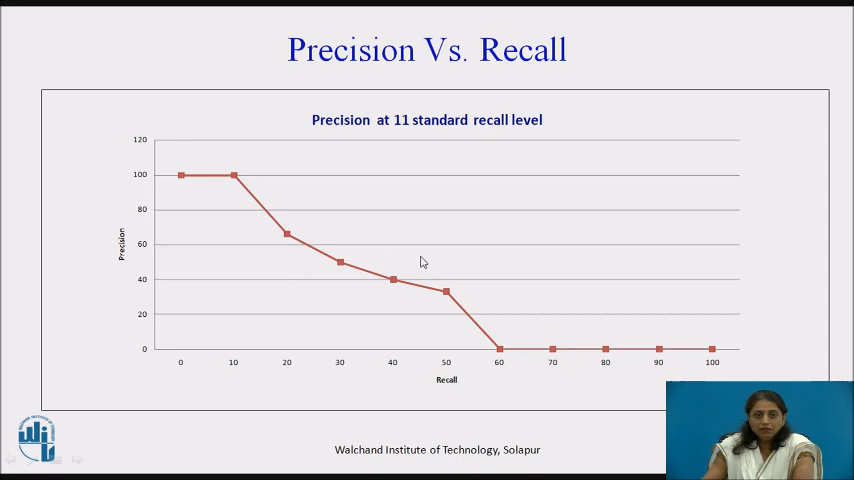 Precision Vs. Recall
Precision at 11 standard recall level
120
100
80
60
40
20
0
Precision
0 10 20 30 40 50 60 70 80 90 100
Recall
Walchand Institute of Technology, Solapur